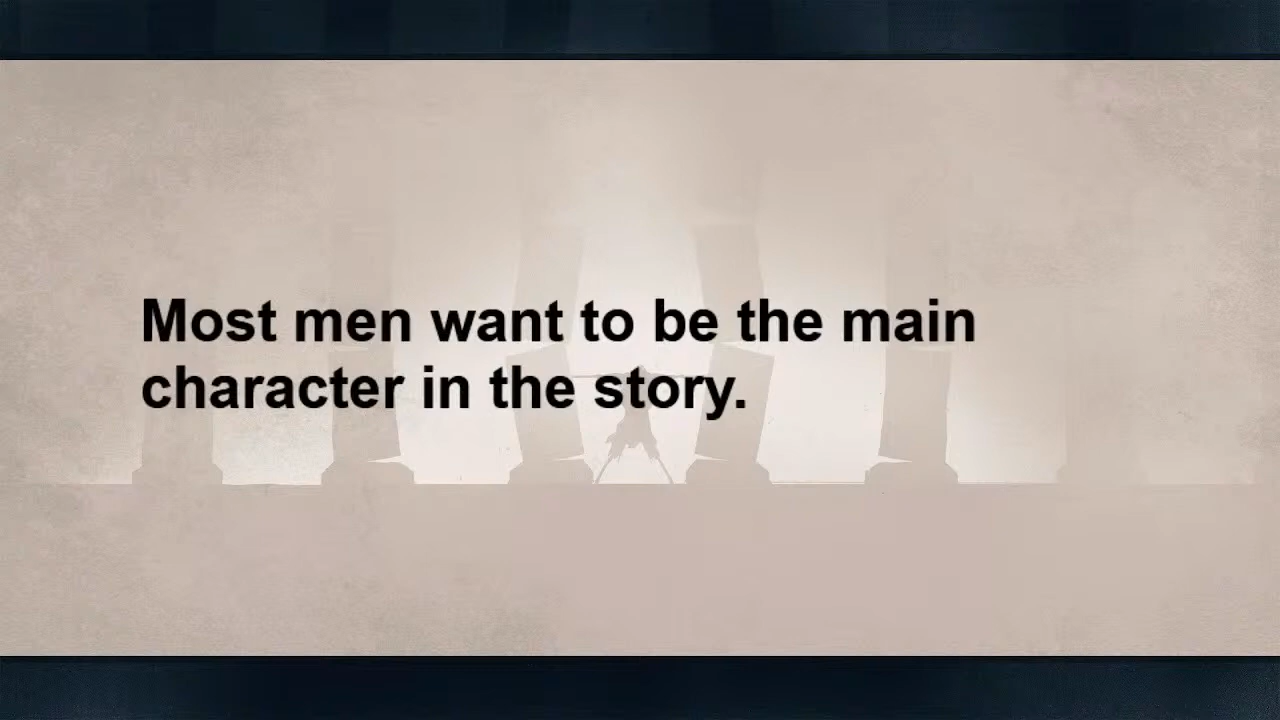 Most men want to be the main
character in the story.